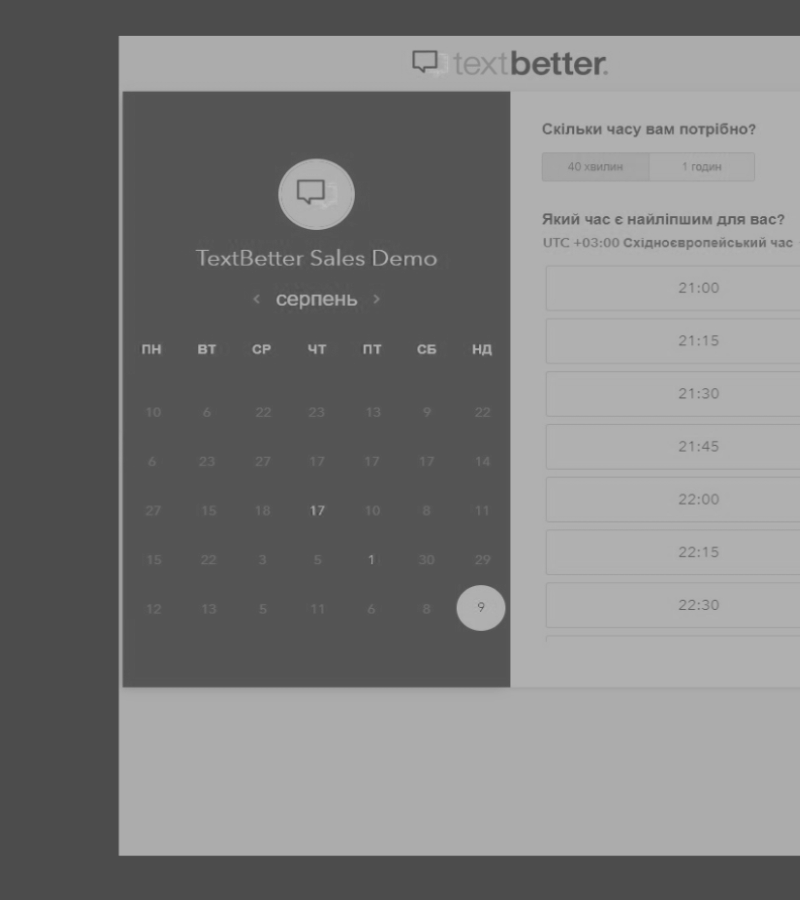 textbetter.
TextBetter Sales Demo
‹ серпень ›
ПН ВТ СР ЧТ ПТ СБ НД
10 6 22 23 13 9 22
6 23 27 17 17 17 14
27 15 18 17 10 8 11
15 22 3 5 1 30 29
12 13 5 11 6 8 9
Скільки часу вам потрібно?
40 хвилин 1 годин
Який час є найліпшим для вас?
UTC +03:00 Східноєвропейський час
21:00
21:15
21:30
21:45
22:00
22:15
22:30